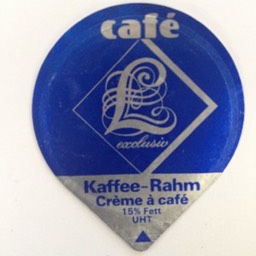 café
L
exclusiv
Kaffee-Rahm
Crème à café
15% Fett
UHT